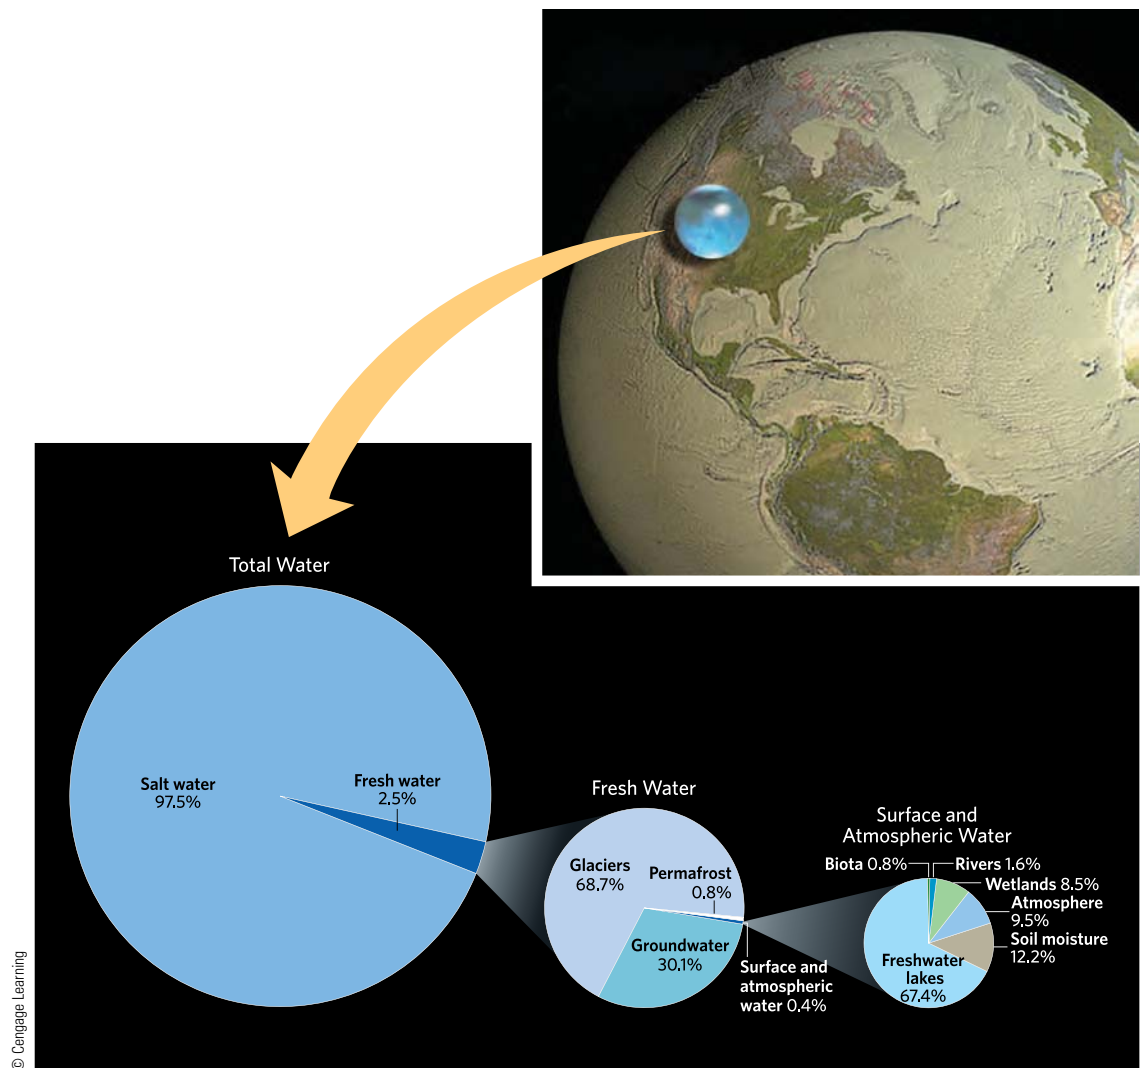 Total Water
Salt water
97.5%
Fresh water
2.5%
Fresh Water
Glaciers
68.7%
Permafrost
0.8%
Groundwater
30.1%
Surface and
atmospheric
water 0.4%
Surface and
Atmospheric Water
Biota 0.8%
Rivers 1.6%
Wetlands 8.5%
Atmosphere
9.5%
Soil moisture
12.2%
Freshwater
lakes
67.4%
© Cengage Learning